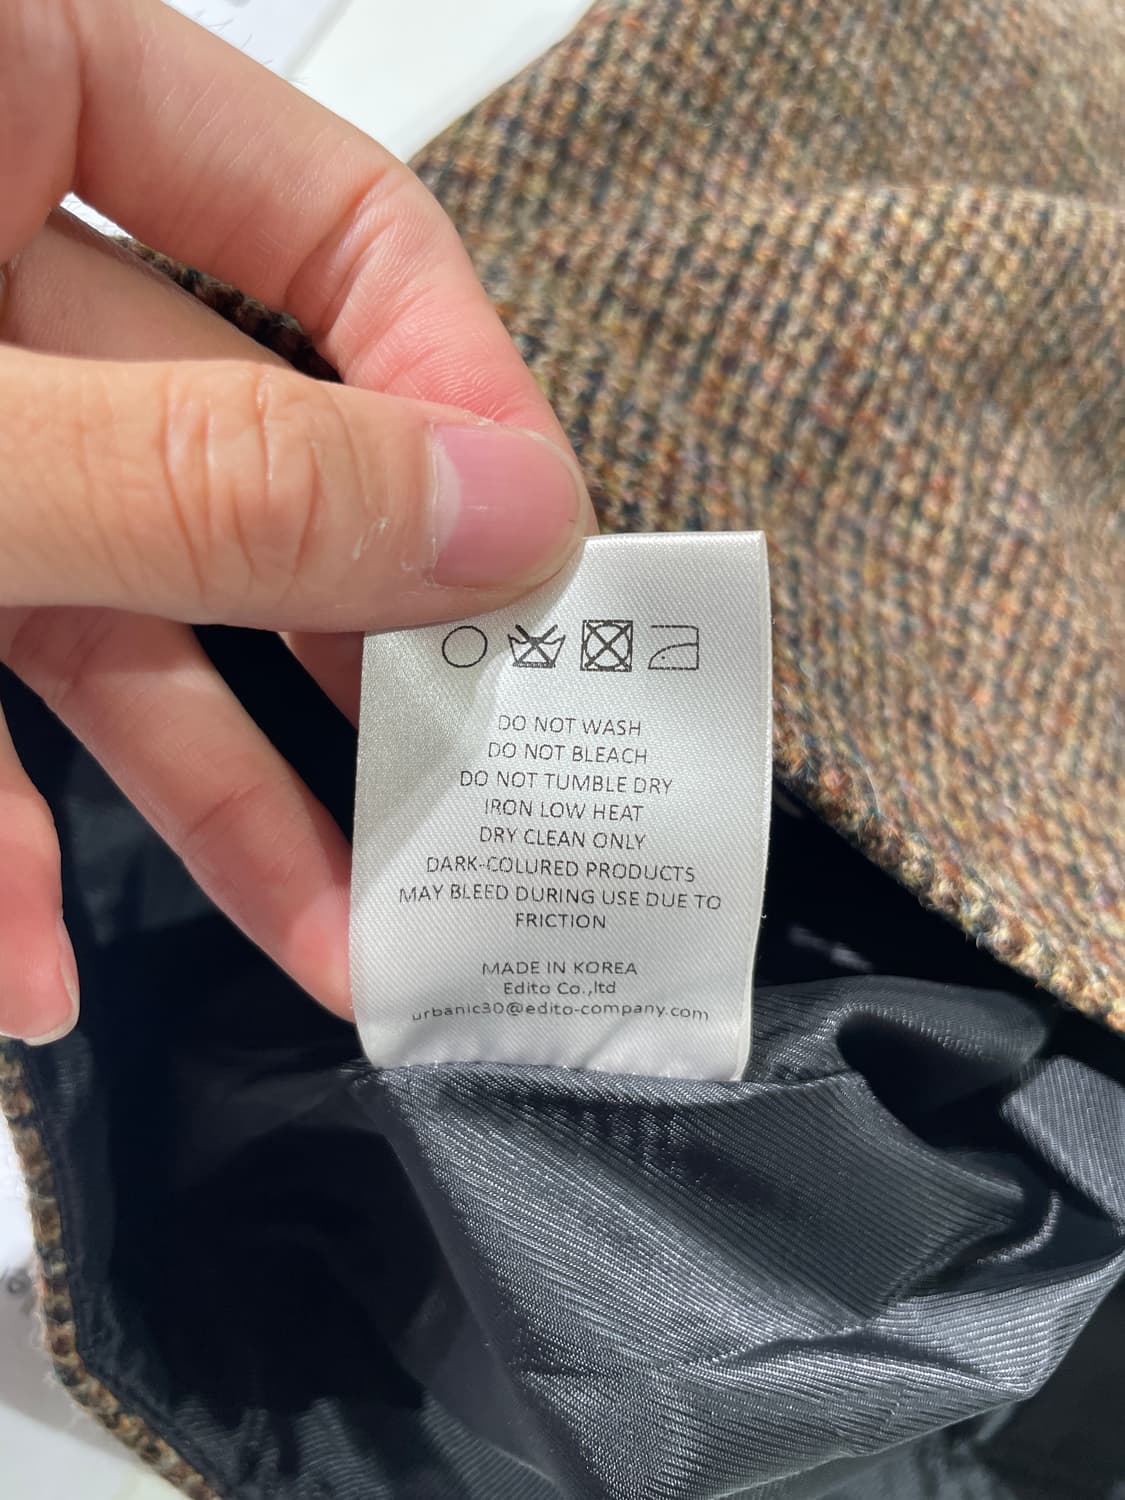 DO NOT WASH
DO NOT BLEACH
DO NOT TUMBLE DRY
IRON LOW HEAT
DRY CLEAN ONLY
DARK-COLURED PRODUCTS
MAY BLEED DURING USE DUE TO
FRICTION
MADE IN KOREA
Edito Co.,ltd
urbanic30@edito-company.com